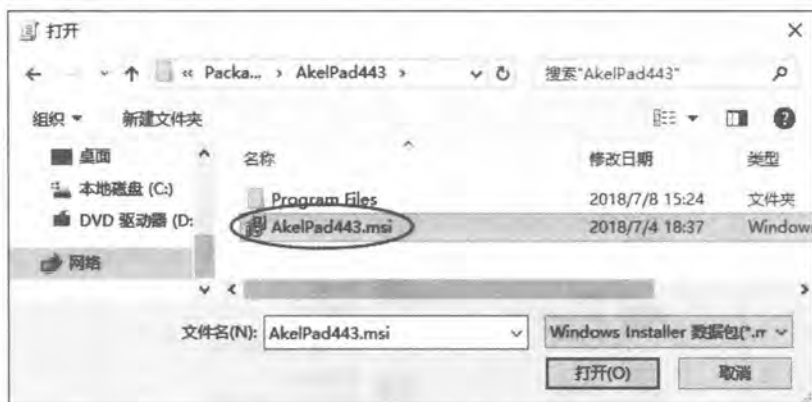 打开
« Packa... › AkelPad443 ›
搜索"AkelPad443"
组织
新建文件夹
名称
修改日期
类型
桌面
本地磁盘 (C:)
DVD 驱动器 (D:
网络
Program Files
2018/7/8 15:24
文件夹
AkelPad443.msi
2018/7/4 18:37
Window
文件名(N):
AkelPad443.msi
Windows Installer 数据包(*.m
打开(O)
取消